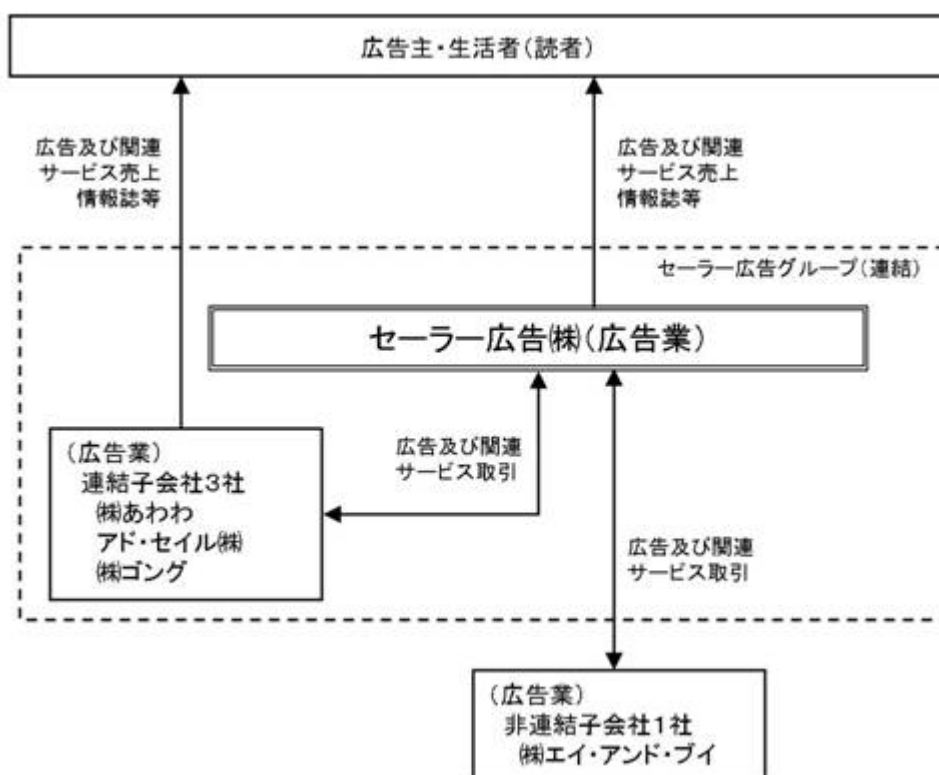 広告主・生活者(読者)
広告及び関連
サービス売上
情報誌等
広告及び関連
サービス売上
情報誌等
セーラー広告グループ(連結)
セーラー広告㈱(広告業)
広告及び関連
サービス取引
(広告業)
連結子会社3社
㈱あわわ
アド・セイル㈱
㈱ゴング
広告及び関連
サービス取引
(広告業)
非連結子会社1社
㈱エイ・アンド・ブイ